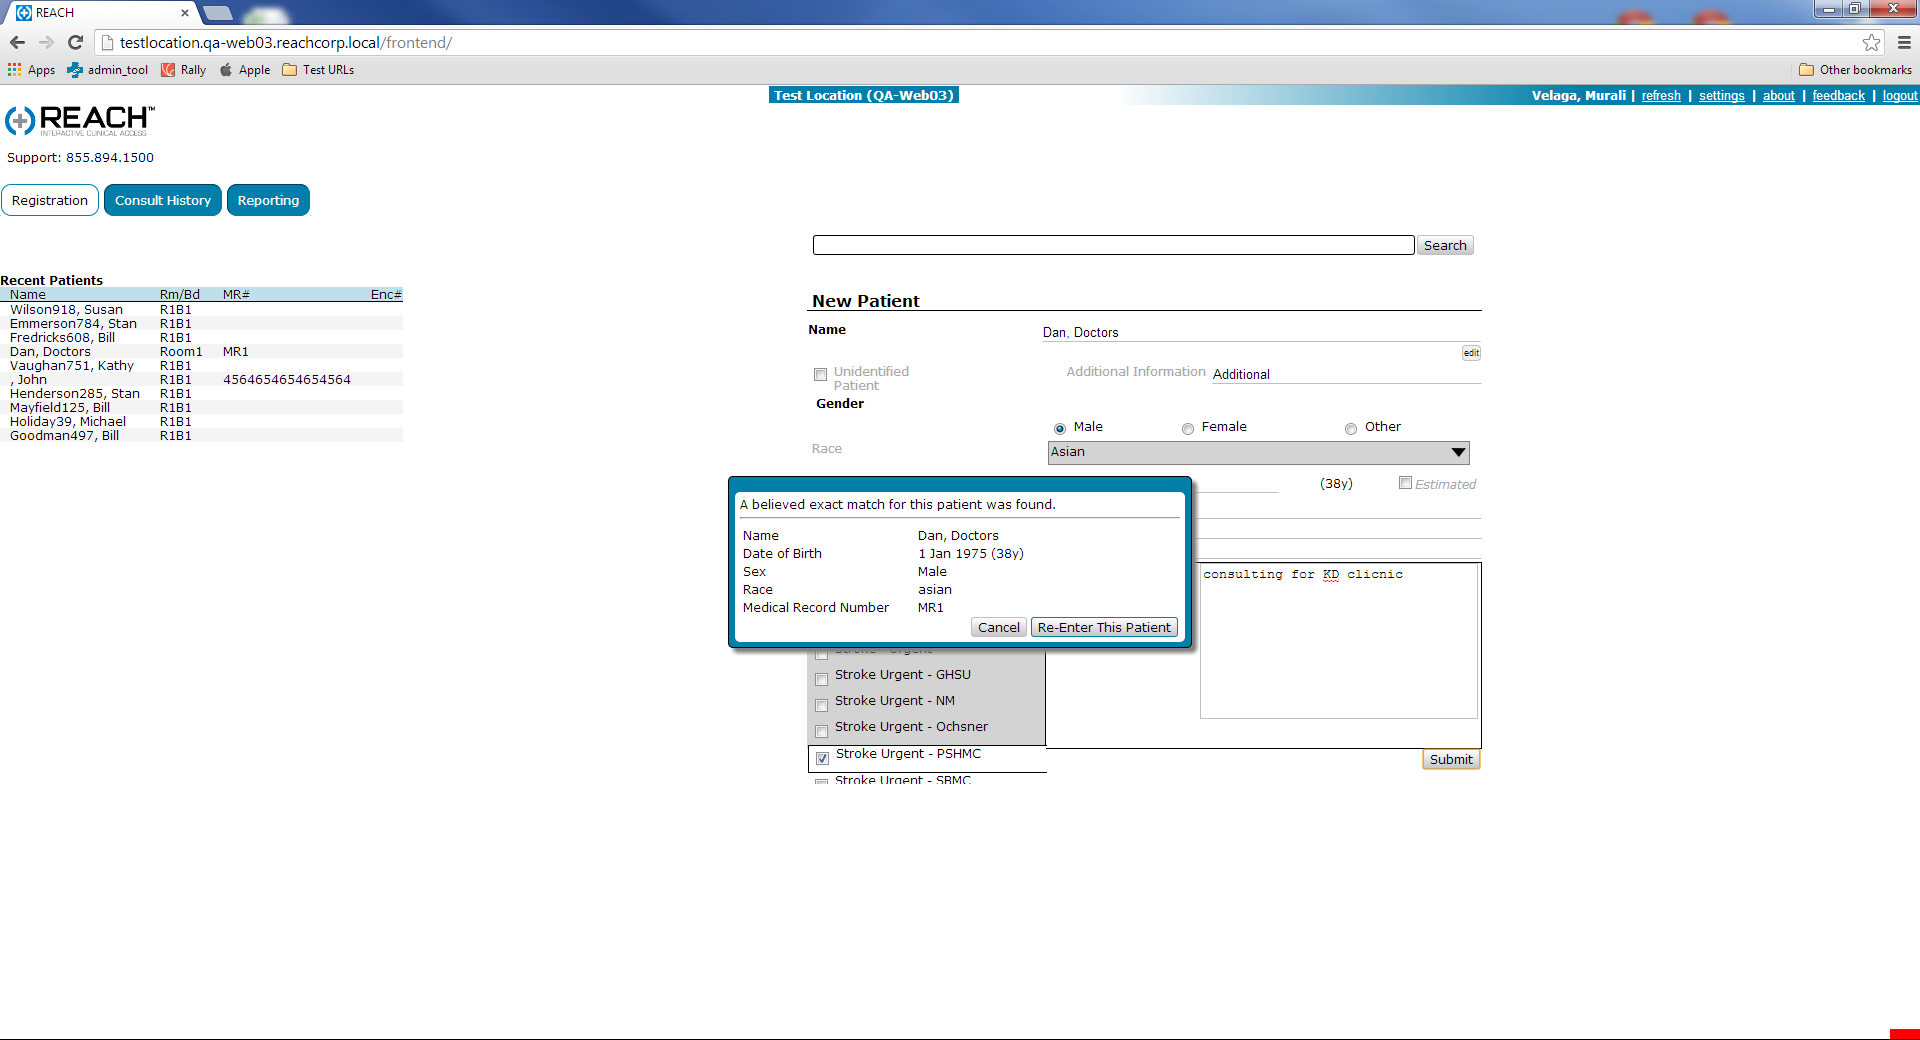 REACH
testlocation.qa-web03.reachcorp.local/frontend/
Apps admin_tool Rally Apple Test URLs Other bookmarks
Test Location (QA-Web03) Velaga, Murali | refresh | settings | about | feedback | logout
REACH™
INTERACTIVE CLINICAL ACCESS
Support: 855.894.1500
Registration Consult History Reporting
Search
Recent Patients
Name Rm/Bd MR# Enc#
Wilson918, Susan R1B1
Emmerson784, Stan R1B1
Fredricks608, Bill R1B1
Dan, Doctors Room1 MR1
Vaughan751, Kathy R1B1
, John R1B1 4564654654654564
Henderson285, Stan R1B1
Mayfield125, Bill R1B1
Holiday39, Michael R1B1
Goodman497, Bill R1B1
New Patient
Name Dan, Doctors
edit
Unidentified Patient Additional Information Additional
Gender
Male Female Other
Race Asian
(38y) Estimated
A believed exact match for this patient was found.
Name Dan, Doctors
Date of Birth 1 Jan 1975 (38y)
Sex Male
Race asian
Medical Record Number MR1
Cancel Re-Enter This Patient
consulting for KD clicnic
Stroke - Urgent
Stroke Urgent - GHSU
Stroke Urgent - NM
Stroke Urgent - Ochsner
Stroke Urgent - PSHMC
Submit
Stroke Urgent - SBMC